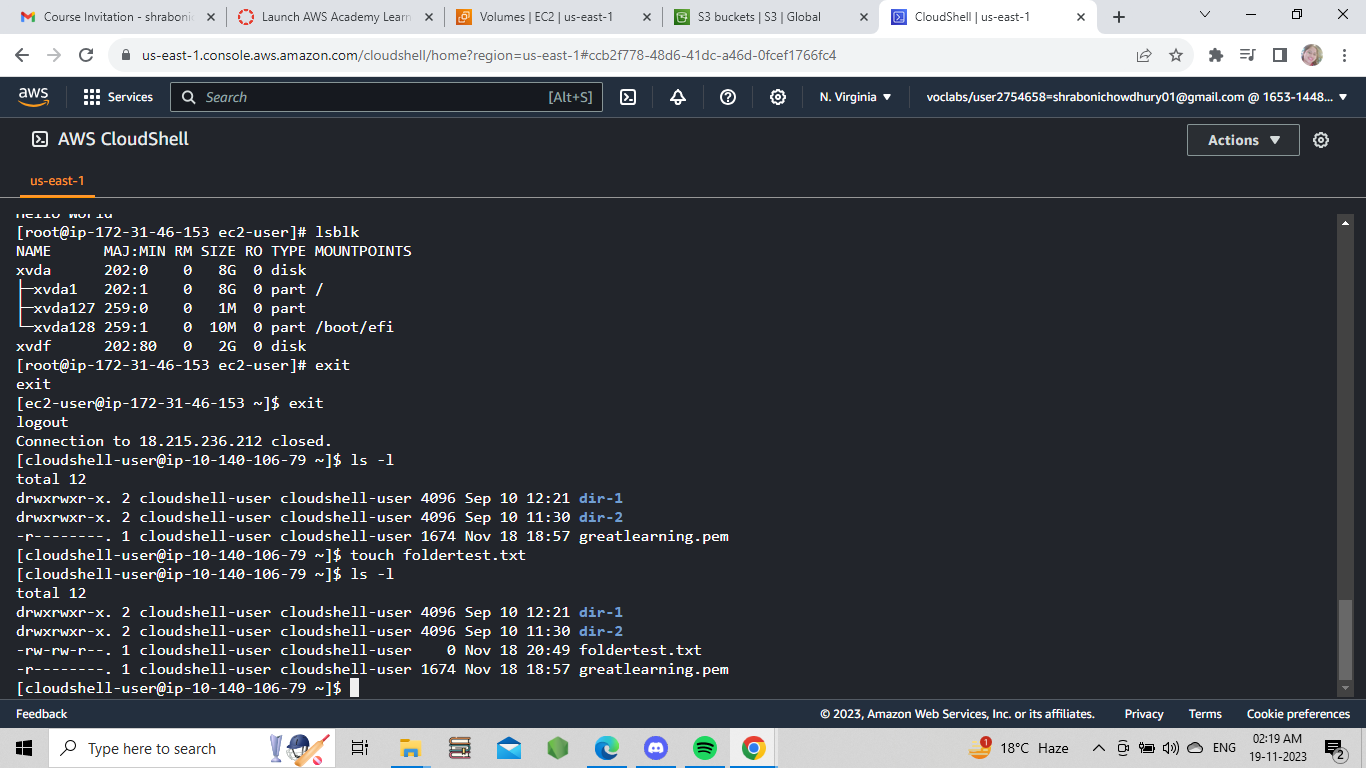 Course Invitation - shrabonic
Launch AWS Academy Learn
Volumes | EC2 | us-east-1
S3 buckets | S3 | Global
CloudShell | us-east-1
us-east-1.console.aws.amazon.com/cloudshell/home?region=us-east-1#ccb2f778-48d6-41dc-a46d-0fcef1766fc4
aws
Services
Search [Alt+S]
N. Virginia
voclabs/user2754658=shrabonichowdhury01@gmail.com @ 1653-1448...
AWS CloudShell
Actions
us-east-1
Hello World
[root@ip-172-31-46-153 ec2-user]# lsblk
NAME      MAJ:MIN RM SIZE RO TYPE MOUNTPOINTS
xvda      202:0    0   8G  0 disk
├─xvda1   202:1    0   8G  0 part /
├─xvda127 259:0    0   1M  0 part
└─xvda128 259:1    0  10M  0 part /boot/efi
xvdf      202:80   0   2G  0 disk
[root@ip-172-31-46-153 ec2-user]# exit
exit
[ec2-user@ip-172-31-46-153 ~]$ exit
logout
Connection to 18.215.236.212 closed.
[cloudshell-user@ip-10-140-106-79 ~]$ ls -l
total 12
drwxrwxr-x. 2 cloudshell-user cloudshell-user 4096 Sep 10 12:21 dir-1
drwxrwxr-x. 2 cloudshell-user cloudshell-user 4096 Sep 10 11:30 dir-2
-r--------. 1 cloudshell-user cloudshell-user 1674 Nov 18 18:57 greatlearning.pem
[cloudshell-user@ip-10-140-106-79 ~]$ touch foldertest.txt
[cloudshell-user@ip-10-140-106-79 ~]$ ls -l
total 12
drwxrwxr-x. 2 cloudshell-user cloudshell-user 4096 Sep 10 12:21 dir-1
drwxrwxr-x. 2 cloudshell-user cloudshell-user 4096 Sep 10 11:30 dir-2
-rw-rw-r--. 1 cloudshell-user cloudshell-user    0 Nov 18 20:49 foldertest.txt
-r--------. 1 cloudshell-user cloudshell-user 1674 Nov 18 18:57 greatlearning.pem
[cloudshell-user@ip-10-140-106-79 ~]$
Feedback
© 2023, Amazon Web Services, Inc. or its affiliates.
Privacy
Terms
Cookie preferences
Type here to search
1
18°C Haze
ENG
02:19 AM
19-11-2023
2